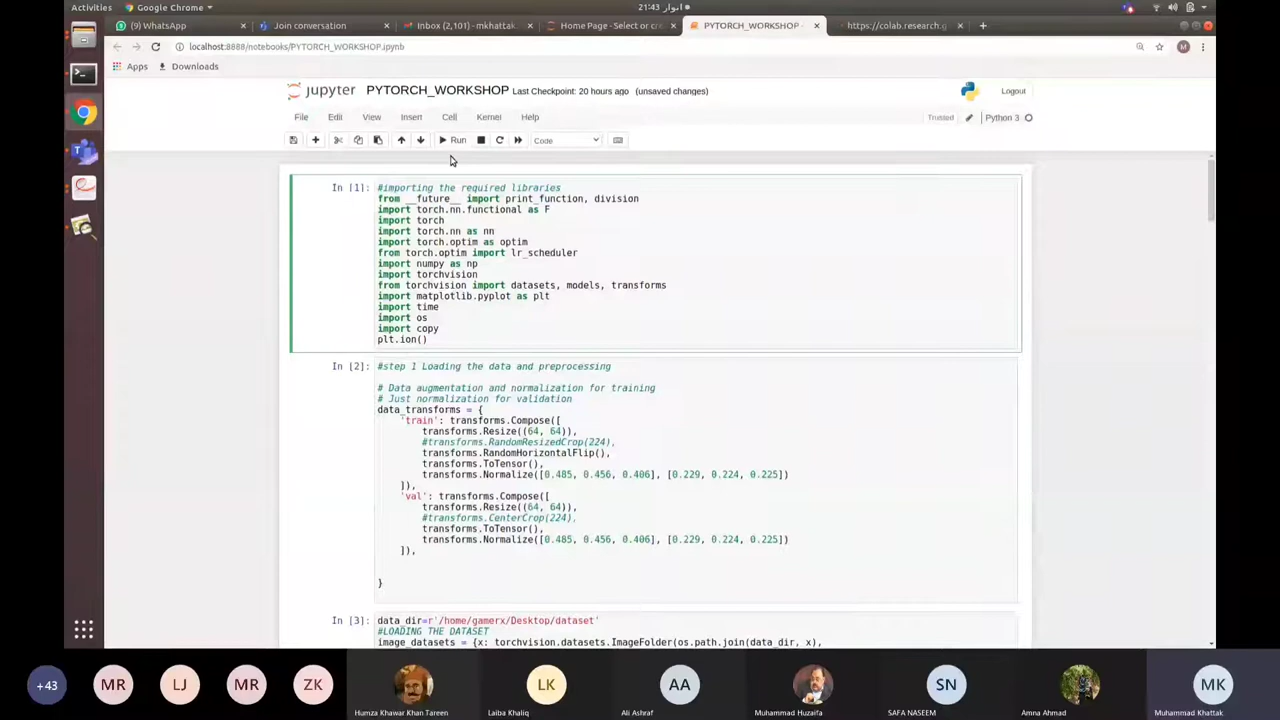 Activities
Google Chrome
21:43 اتوار
WhatsApp
Join conversation
Inbox (2,101) - mkhattak
Home Page - Select or cr
PYTORCH_WORKSHOP -
https://colab.research.g
localhost:8888/notebooks/PYTORCH_WORKSHOP.ipynb
M
Apps
Downloads
jupyter PYTORCH_WORKSHOP Last Checkpoint: 20 hours ago (unsaved changes)
Logout
File Edit View Insert Cell Kernel Help
Trusted
Python 3
Run
Code
In [1]:
#importing the required libraries
from __future__ import print_function, division
import torch.nn.functional as F
import torch
import torch.nn as nn
import torch.optim as optim
from torch.optim import lr_scheduler
import numpy as np
import torchvision
from torchvision import datasets, models, transforms
import matplotlib.pyplot as plt
import time
import os
import copy
plt.ion()
In [2]:
#step 1 Loading the data and preprocessing
# Data augmentation and normalization for training
# Just normalization for validation
data_transforms = {
'train': transforms.Compose([
transforms.Resize((64, 64)),
#transforms.RandomResizedCrop(224),
transforms.RandomHorizontalFlip(),
transforms.ToTensor(),
transforms.Normalize([0.485, 0.456, 0.406], [0.229, 0.224, 0.225])
]),
'val': transforms.Compose([
transforms.Resize((64, 64)),
#transforms.CenterCrop(224),
transforms.ToTensor(),
transforms.Normalize([0.485, 0.456, 0.406], [0.229, 0.224, 0.225])
]),
}
In [3]:
data_dir=r'/home/gamerx/Desktop/dataset'
#LOADING THE DATASET
image_datasets = {x: torchvision.datasets.ImageFolder(os.path.join(data_dir, x),
+43
MR
LJ
MR
ZK
Humza Khawar Khan Tareen
LK
Laiba Khaliq
AA
Ali Ashraf
Muhammad Huzaifa
SN
SAFA NASEEM
Amna Ahmad
MK
Muhammad Khattak